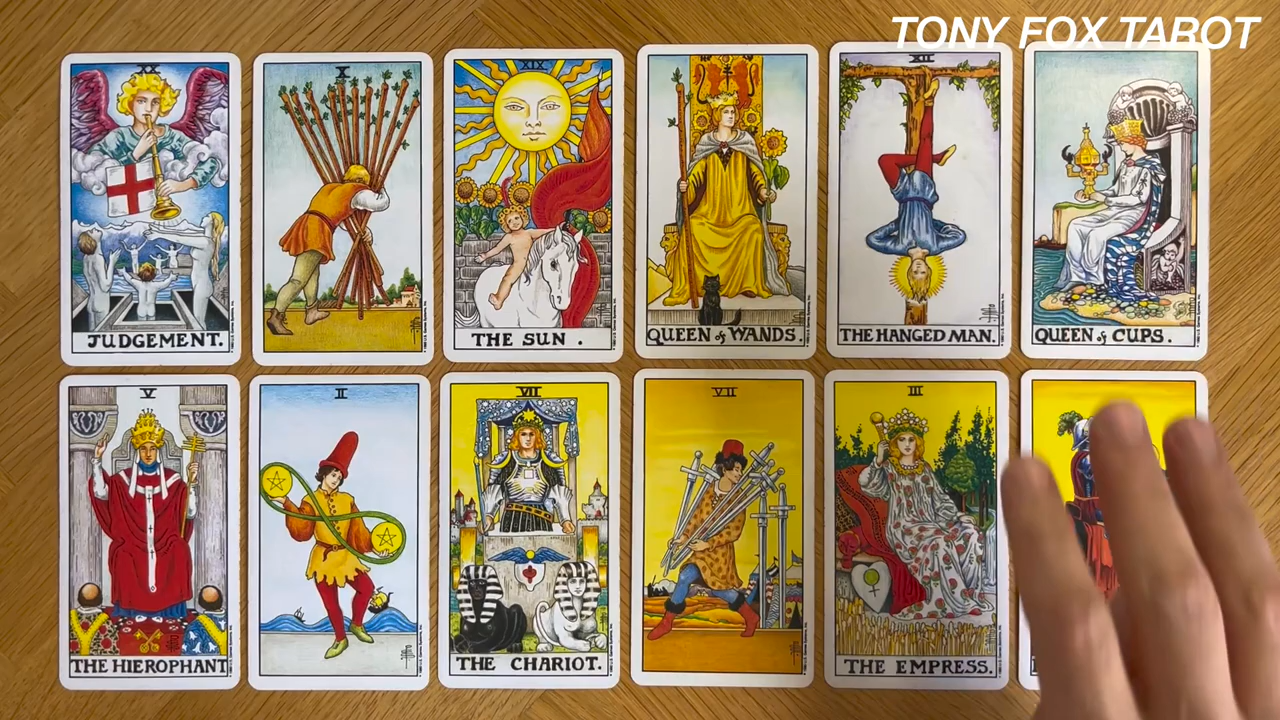 TONY FOX TAROT
XX
JUDGEMENT.
X
XIX
THE SUN .
QUEEN of WANDS.
XII
THE HANGED MAN.
QUEEN of CUPS.
V
THE HIEROPHANT
II
VII
THE CHARIOT.
VII
III
THE EMPRESS.